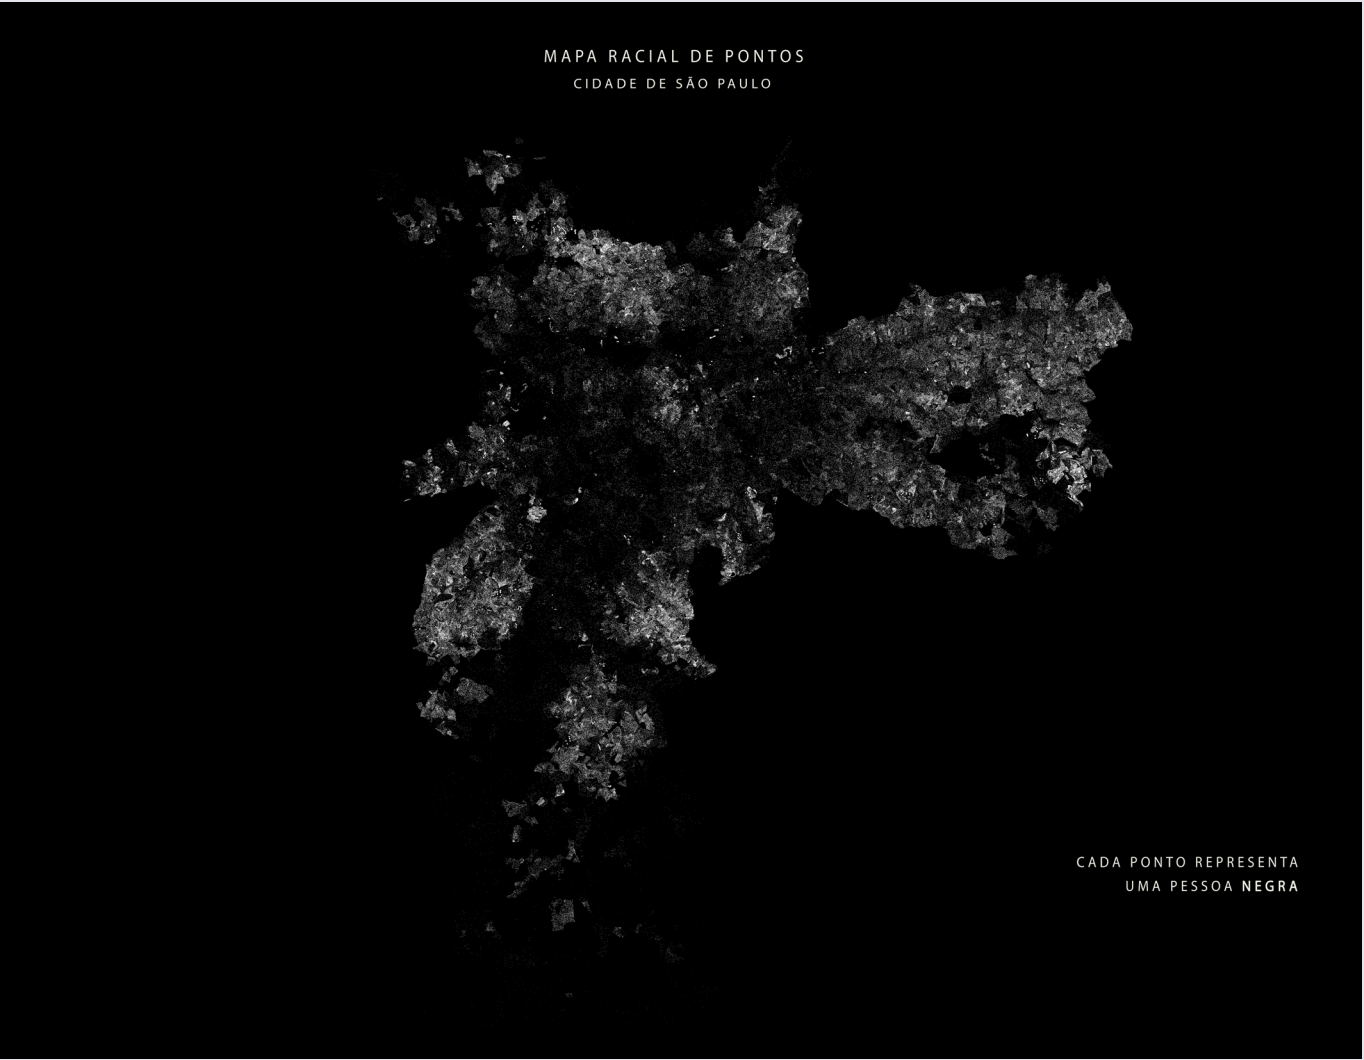 MAPA RACIAL DE PONTOS
CIDADE DE SÃO PAULO
CADA PONTO REPRESENTA
UMA PESSOA NEGRA